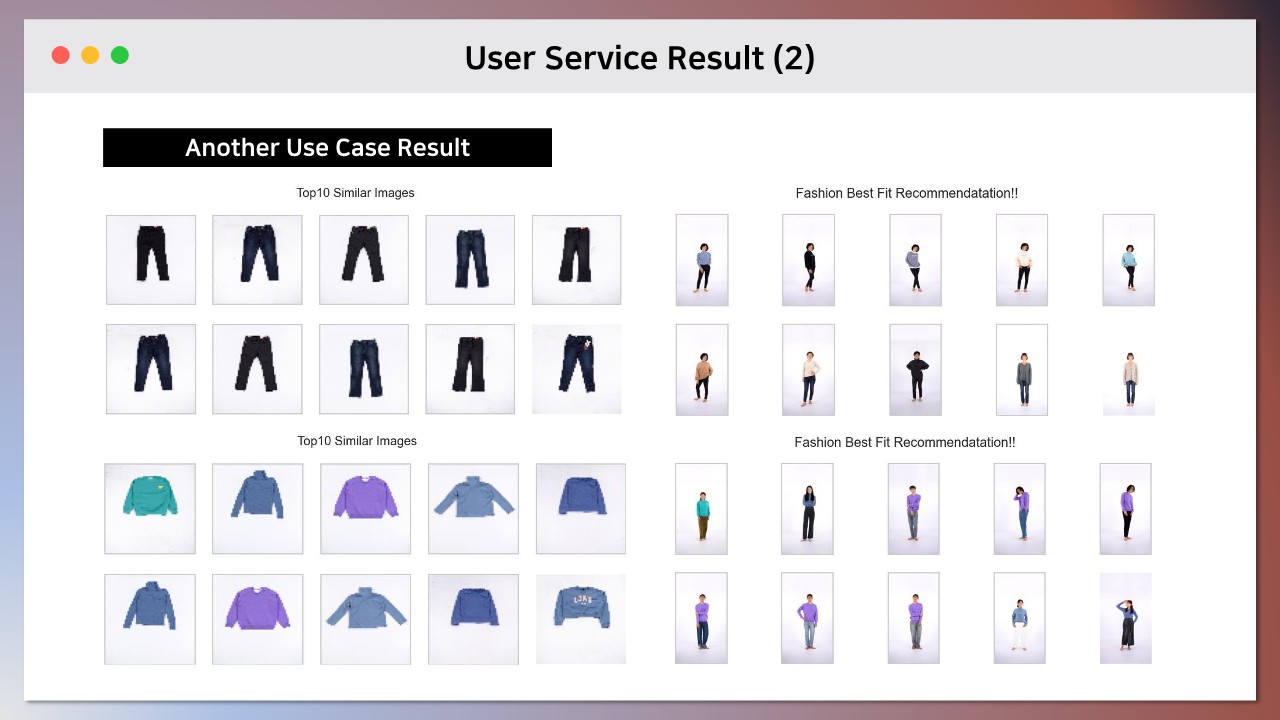 User Service Result (2)
Another Use Case Result
Top10 Similar Images
Fashion Best Fit Recommendatation!!
Top10 Similar Images
Fashion Best Fit Recommendatation!!